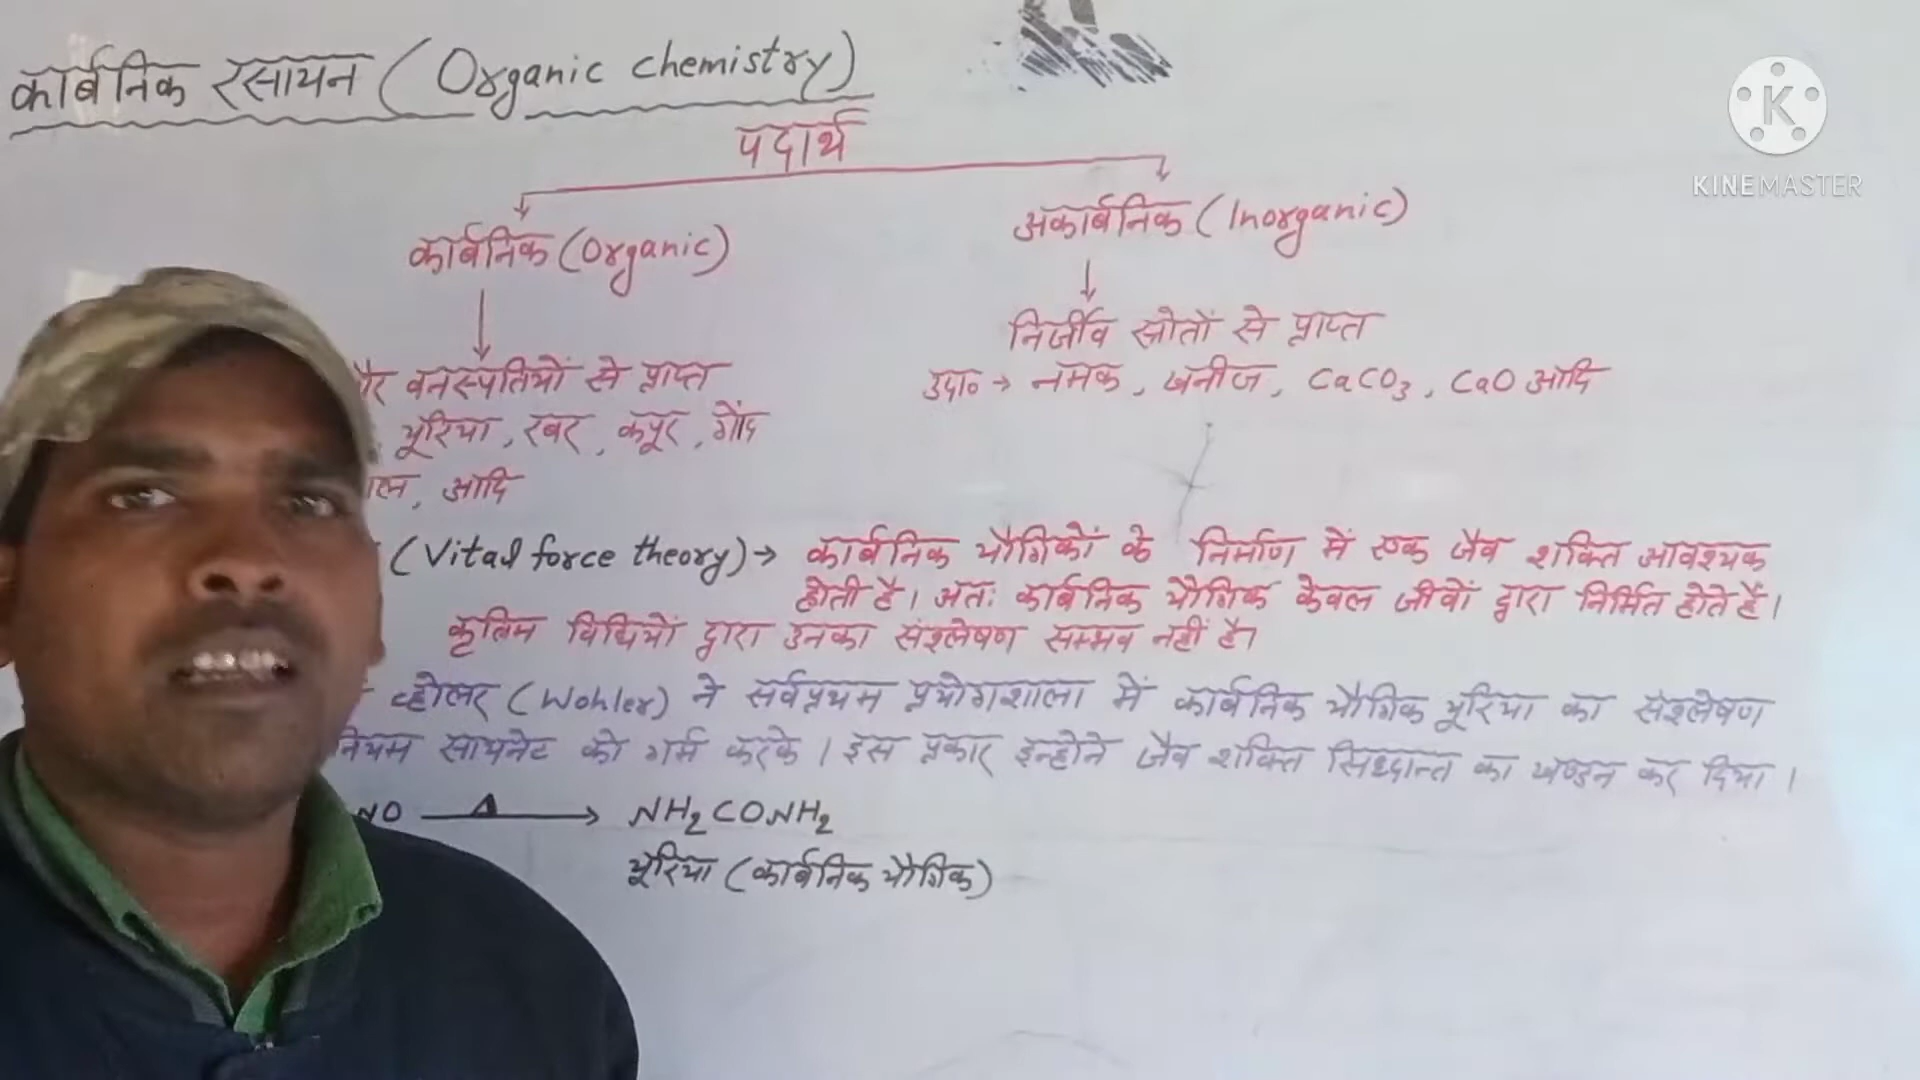 कार्बनिक रसायन (Organic chemistry)
पदार्थ
कार्बनिक (Organic)
अकार्बनिक (Inorganic)
वनस्पतियों से प्राप्त
यूरिया, रबर, कपूर, गोंद
आदि
निर्जीव स्रोतों से प्राप्त
उदा० → नमक, खनीज, CaCO3, CaO आदि
(Vital force theory) → कार्बनिक यौगिकों के निर्माण में एक जैव शक्ति आवश्यक
होती है। अतः कार्बनिक यौगिक केवल जीवों द्वारा निर्मित होते हैं।
कृत्रिम विधियों द्वारा उनका संश्लेषण सम्भव नहीं है।
व्होलर (Wohler) ने सर्वप्रथम प्रयोगशाला में कार्बनिक यौगिक यूरिया का संश्लेषण
सायनेट को गर्म करके। इस प्रकार इन्होने जैव शक्ति सिध्दान्त का खण्डन कर दिया।
NO Δ → NH2CONH2
यूरिया (कार्बनिक यौगिक)
K
KINEMASTER